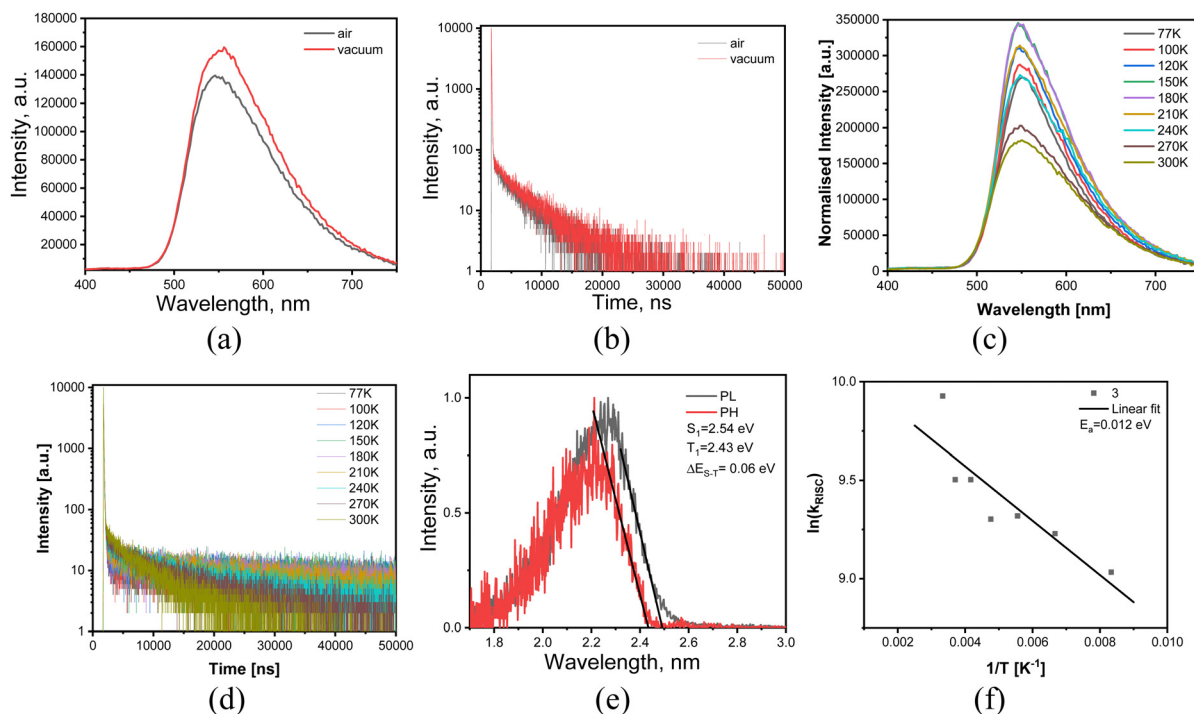 180000
160000
140000
120000
100000
80000
60000
40000
20000
Intensity, a.u.
air
vacuum
400 500 600 700
Wavelength, nm
(a)
10000
1000
100
10
1
Intensity, a.u.
air
vacuum
0 10000 20000 30000 40000 50000
Time, ns
(b)
350000
300000
250000
200000
150000
100000
50000
0
Normalised Intensity [a.u.]
77K
100K
120K
150K
180K
210K
240K
270K
300K
400 500 600 700
Wavelength [nm]
(c)
10000
1000
100
10
1
Intensity [a.u.]
77K
100K
120K
150K
180K
210K
240K
270K
300K
0 10000 20000 30000 40000 50000
Time [ns]
(d)
1.0
0.5
0.0
Intensity, a.u.
PL
PH
S1=2.54 eV
T1=2.43 eV
ΔES-T= 0.06 eV
1.8 2.0 2.2 2.4 2.6 2.8 3.0
Wavelength, nm
(e)
10.0
9.5
9.0
ln(kRISC)
3
Linear fit
Ea=0.012 eV
0.002 0.004 0.006 0.008 0.010
1/T [K-1]
(f)